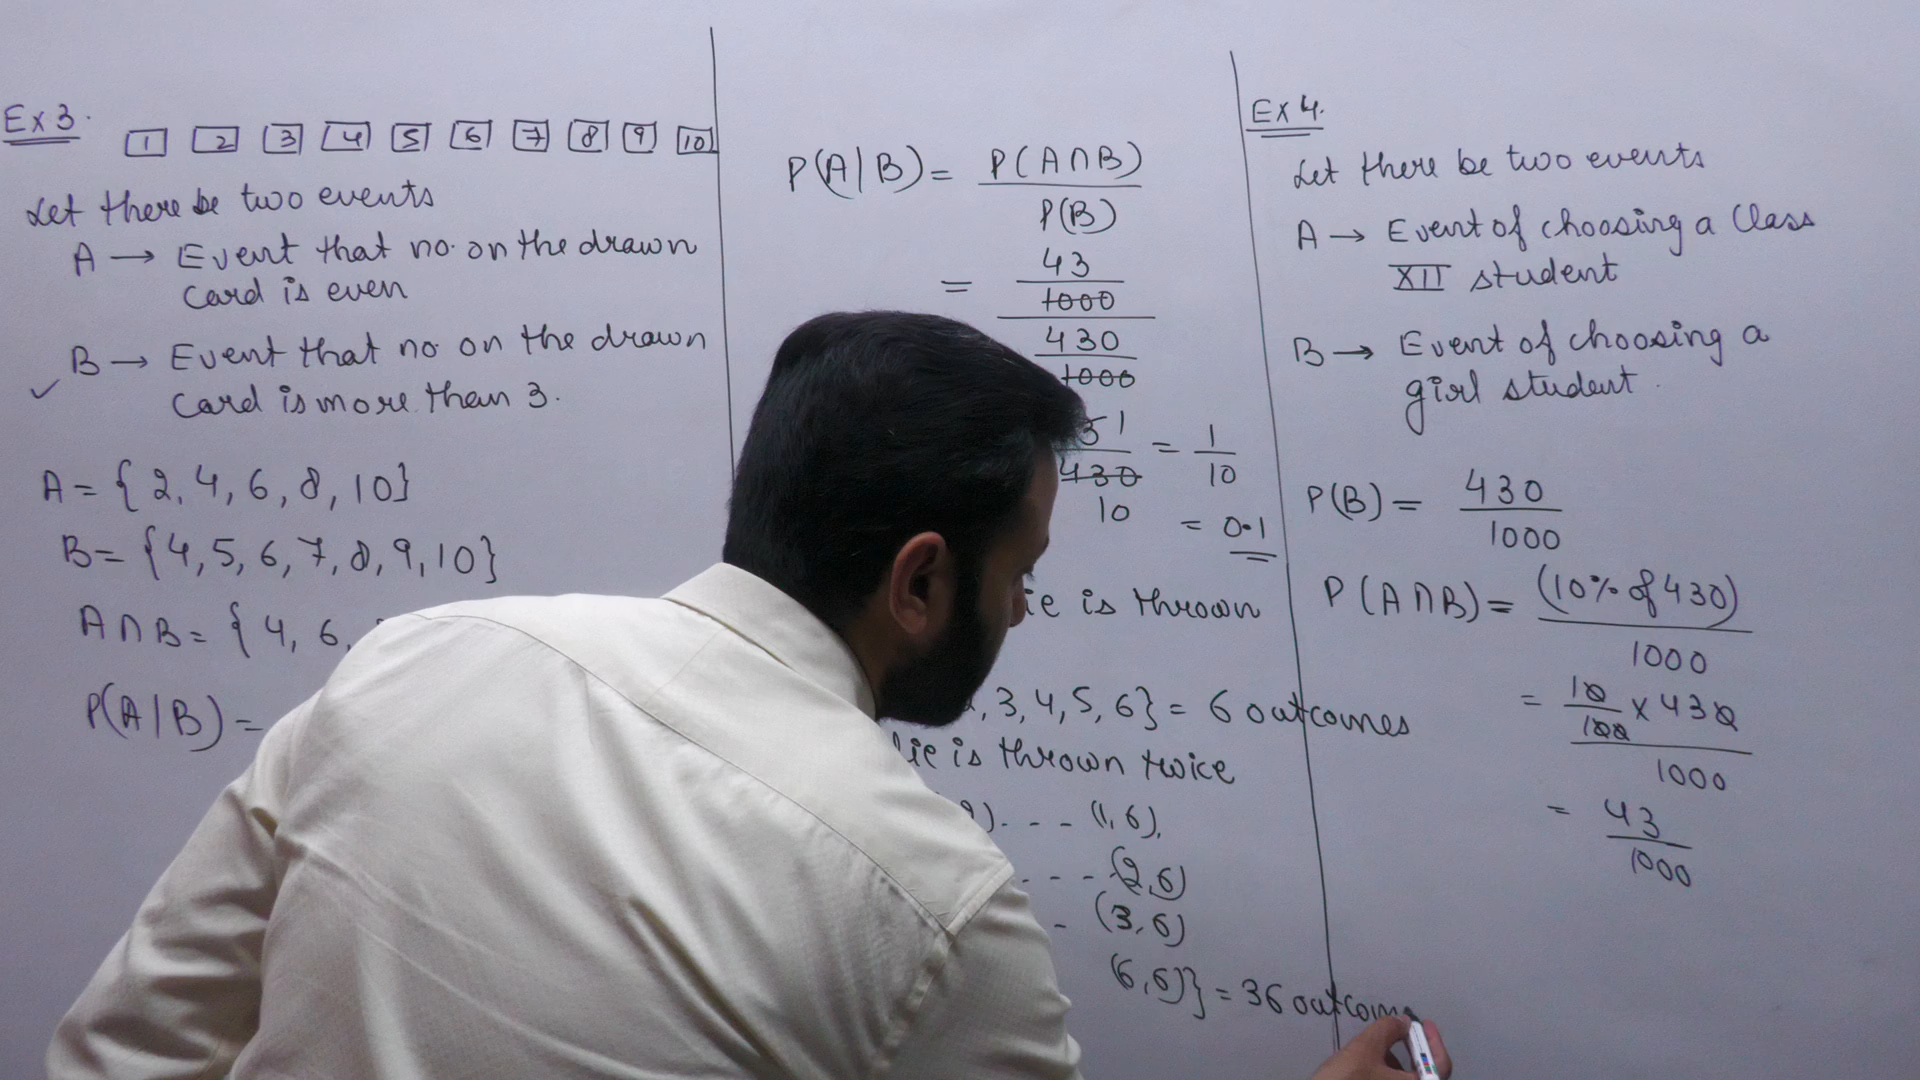 Ex 3.
1 2 3 4 5 6 7 8 9 10
Let there be two events
A → Event that no. on the drawn
card is even
B → Event that no on the drawn
✓ card is more than 3.
A = {2, 4, 6, 8, 10}
B = {4, 5, 6, 7, 8, 9, 10}
A∩B = {4, 6,
P(A|B) =
P(A|B) = P(A∩B)
P(B)
= 43
1000
430
1000
1 = 1
430 10
10 = 0.1
ie is thrown
, 3, 4, 5, 6} = 6 outcomes
ie is thrown twice
). - - - (1, 6),
- - - (2, 6)
- (3, 6)
(6, 6)} = 36 outcom
Ex 4.
Let there be two events
A → Event of choosing a Class
XII student
B → Event of choosing a
girl student.
P(B) = 430
1000
P(A∩B) = (10% of 430)
1000
= 10 × 430
100
1000
= 43
1000